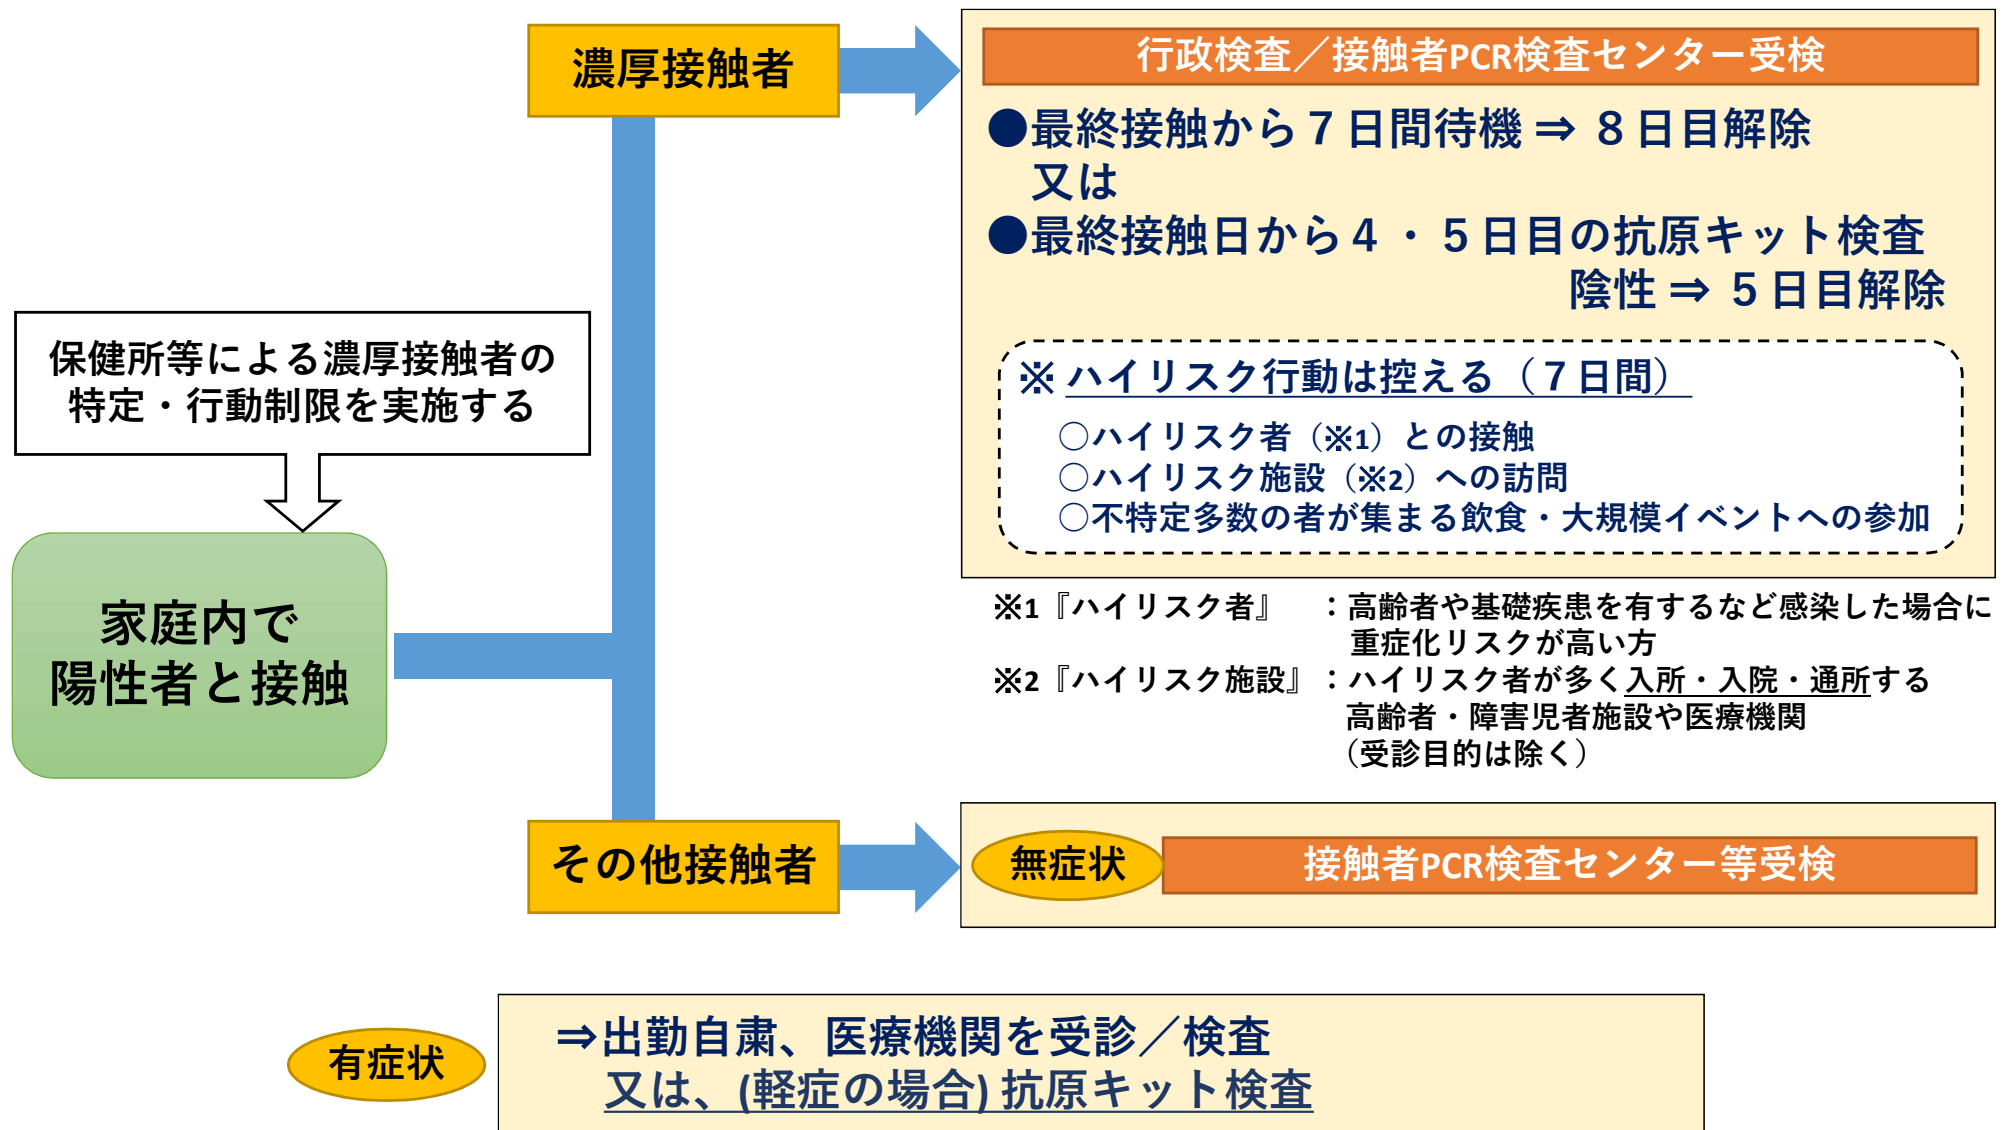 濃厚接触者
行政検査／接触者PCR検査センター受検
●最終接触から７日間待機 ⇒ ８日目解除
又は
●最終接触日から４・５日目の抗原キット検査
陰性 ⇒ ５日目解除
※ ハイリスク行動は控える（７日間）
○ハイリスク者（※1）との接触
○ハイリスク施設（※2）への訪問
○不特定多数の者が集まる飲食・大規模イベントへの参加
保健所等による濃厚接触者の
特定・行動制限を実施する
家庭内で
陽性者と接触
※1『ハイリスク者』　：高齢者や基礎疾患を有するなど感染した場合に
重症化リスクが高い方
※2『ハイリスク施設』：ハイリスク者が多く入所・入院・通所する
高齢者・障害児者施設や医療機関
（受診目的は除く）
その他接触者
無症状
接触者PCR検査センター等受検
有症状
⇒出勤自粛、医療機関を受診／検査
又は、(軽症の場合) 抗原キット検査